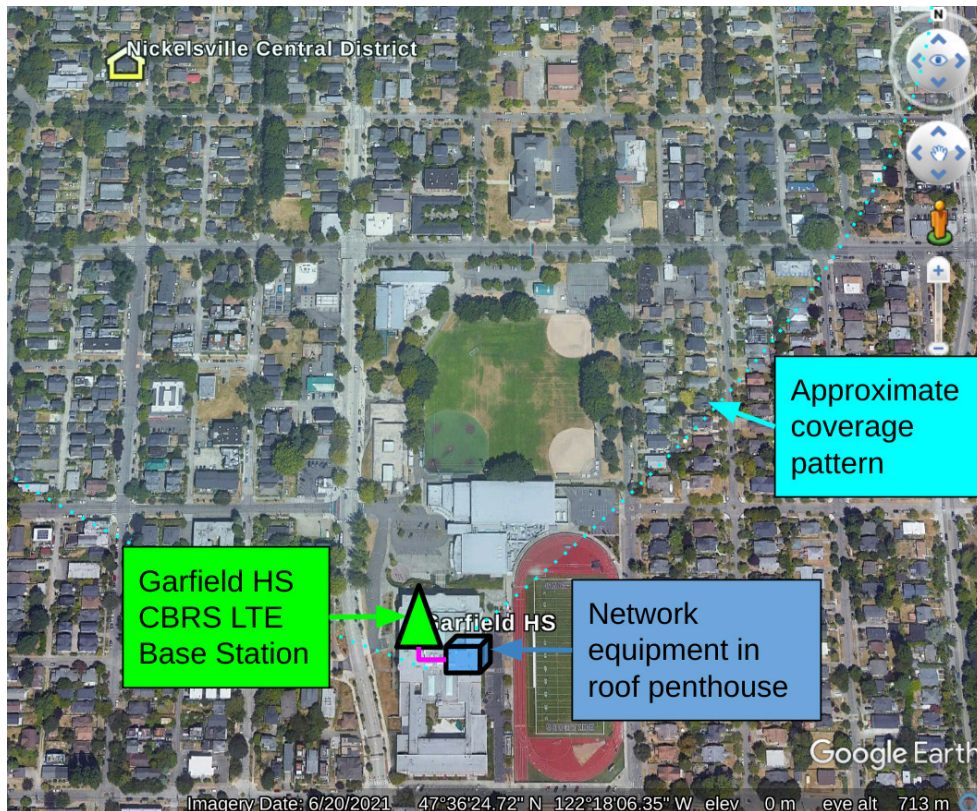 N
Nickelsville Central District
Approximate
coverage
pattern
Garfield HS
CBRS LTE
Base Station
Garfield HS
Network
equipment in
roof penthouse
Google Earth
Imagery Date: 6/20/2021 47°36'24.72" N 122°18'06.35" W elev 0 m eye alt 713 m